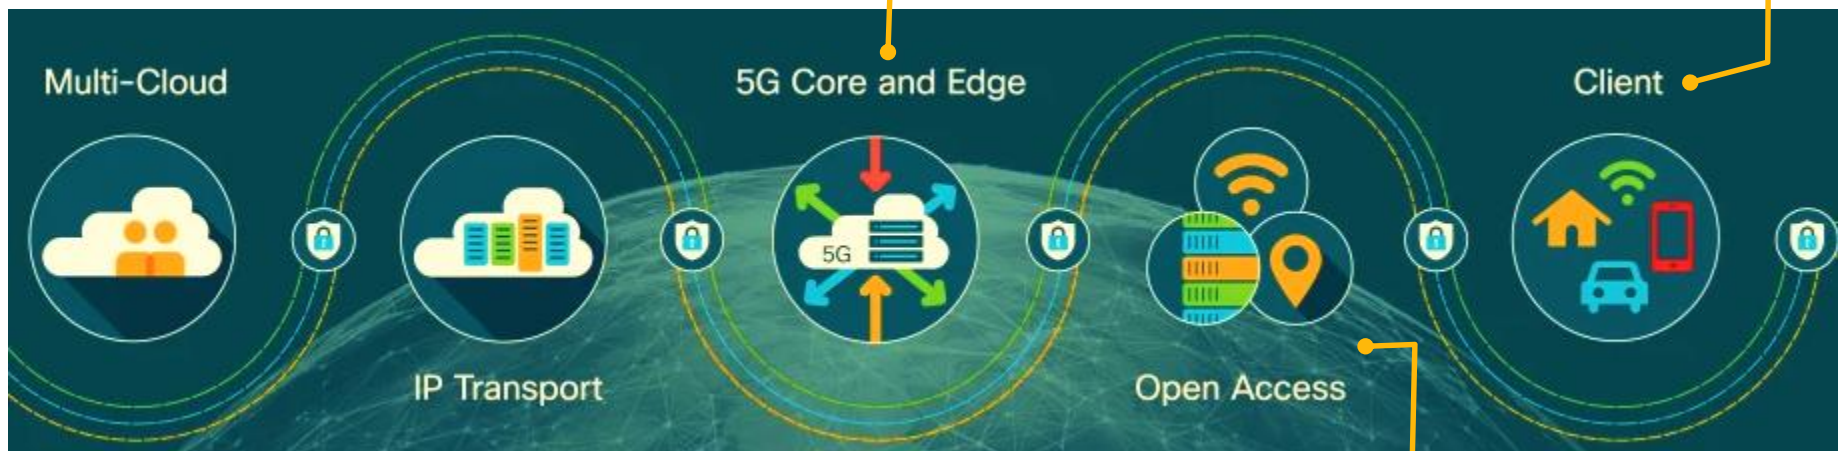 Multi-Cloud
IP Transport
5G Core and Edge
5G
Open Access
Client